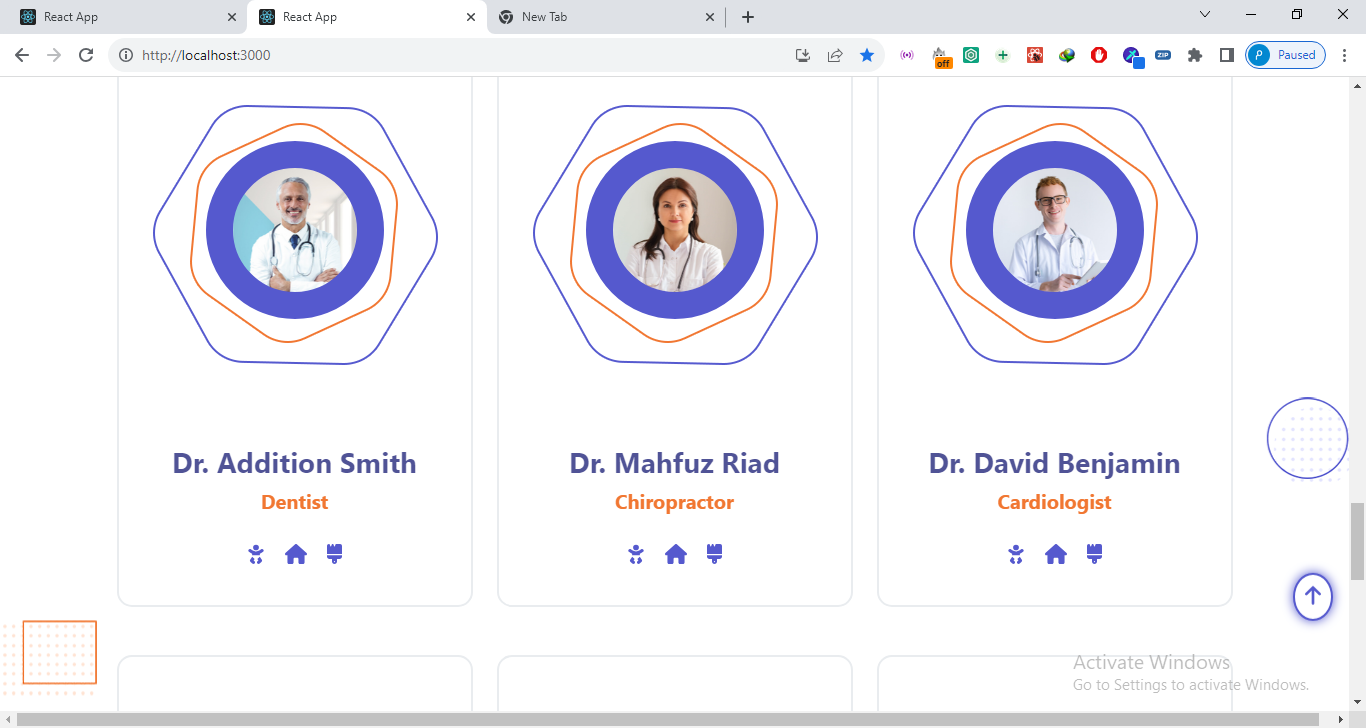 React App
React App
New Tab
http://localhost:3000
off
ZIP
P
Paused
Dr. Addition Smith
Dentist
Dr. Mahfuz Riad
Chiropractor
Dr. David Benjamin
Cardiologist
Activate Windows
Go to Settings to activate Windows.